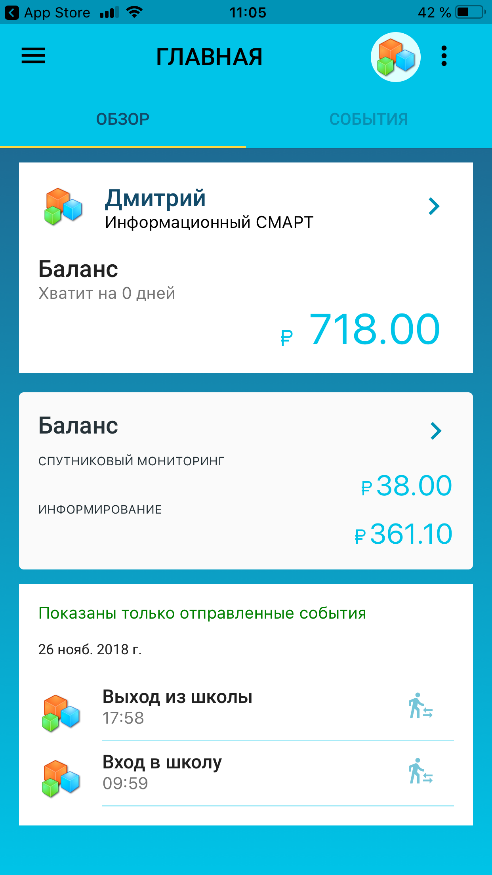 App Store 11:05 42 %
ГЛАВНАЯ
ОБЗОР СОБЫТИЯ
Дмитрий
Информационный СМАРТ
Баланс
Хватит на 0 дней
₽ 718.00
Баланс
СПУТНИКОВЫЙ МОНИТОРИНГ
₽38.00
ИНФОРМИРОВАНИЕ
₽361.10
Показаны только отправленные события
26 нояб. 2018 г.
Выход из школы
17:58
Вход в школу
09:59